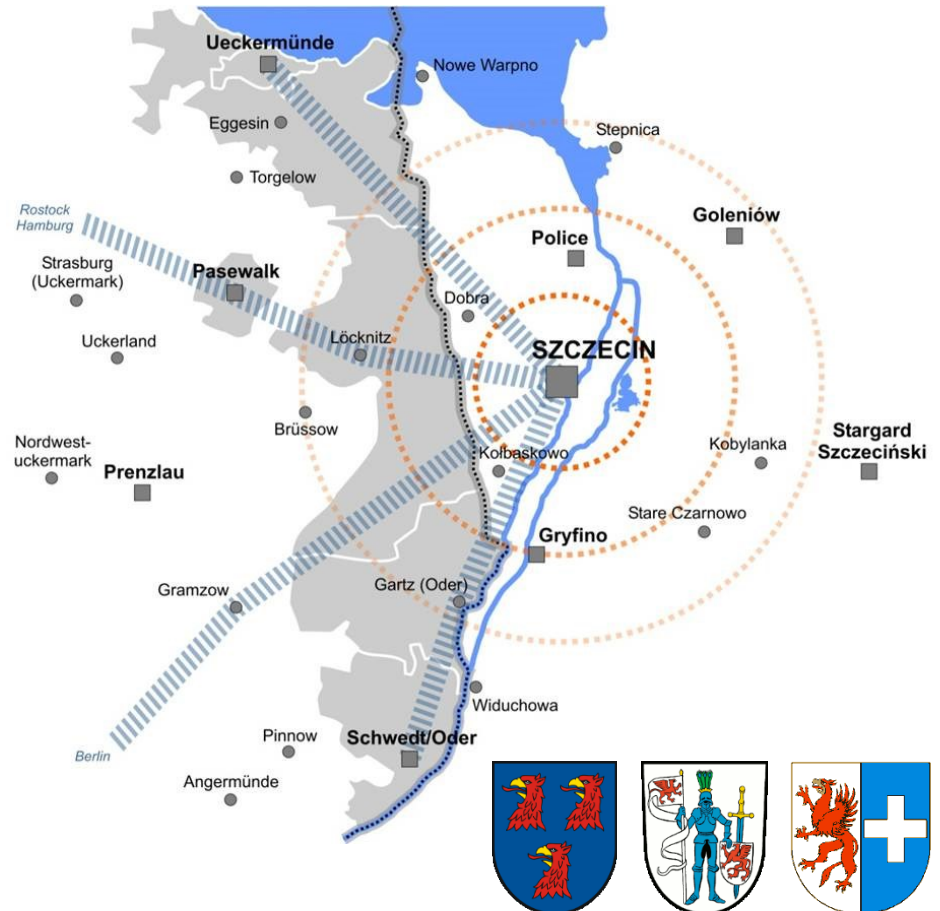 Ueckermünde
Nowe Warpno
Eggesin
Stepnica
Torgelow
Rostock
Hamburg
Goleniów
Police
Strasburg
(Uckermark)
Pasewalk
Dobra
Uckerland
Löcknitz
SZCZECIN
Brüssow
Nordwest-
uckermark
Prenzlau
Kołbaskowo
Kobylanka
Stargard
Szczeciński
Stare Czarnowo
Gryfino
Gramzow
Gartz (Oder)
Widuchowa
Berlin
Pinnow
Schwedt/Oder
Angermünde